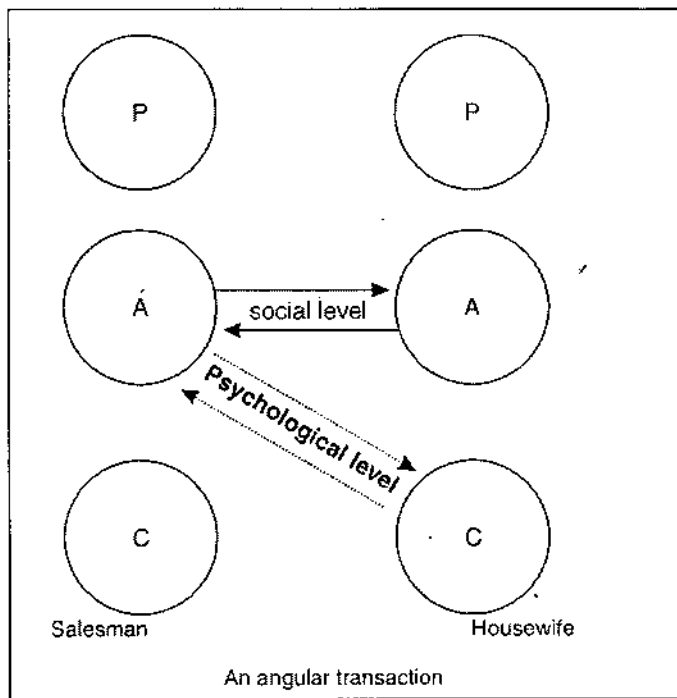 P P
Á A
social level
Psychological level
C C
Salesman Housewife
An angular transaction